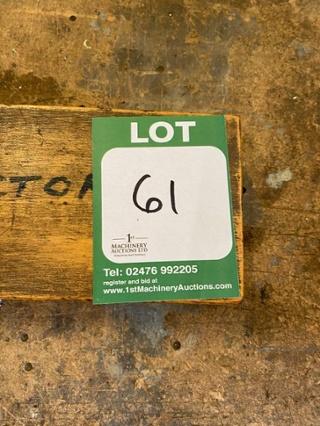 LOT
61
1st
MACHINERY
AUCTIONS LTD
Tel: 02476 992205
register and bid at
www.1stMachineryAuctions.com